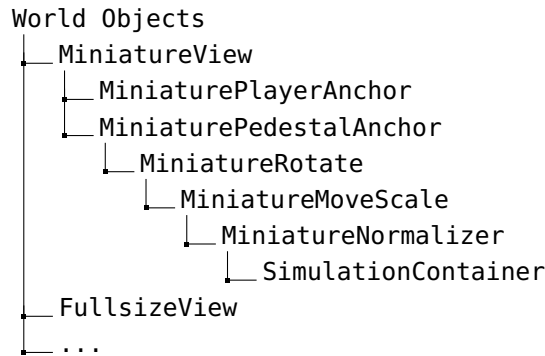 World Objects
MiniatureView
MiniaturePlayerAnchor
MiniaturePedestalAnchor
MiniatureRotate
MiniatureMoveScale
MiniatureNormalizer
SimulationContainer
FullsizeView
...